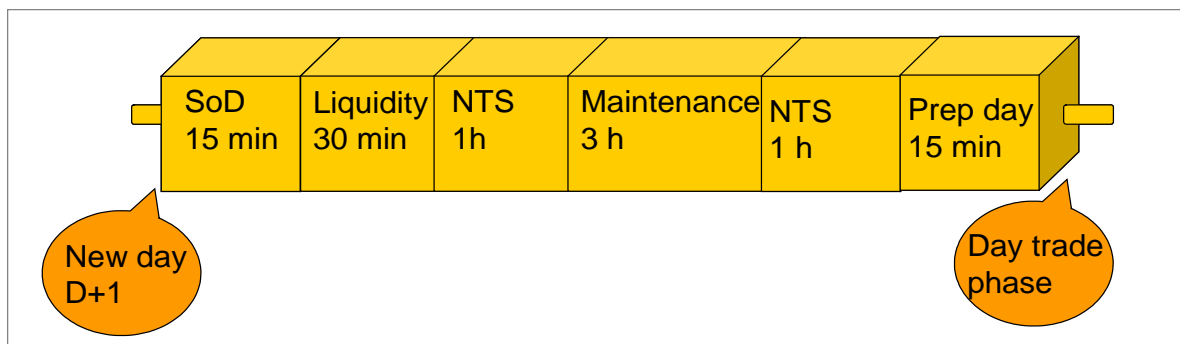 SoD
15 min
Liquidity
30 min
NTS
1h
Maintenance
3 h
NTS
1 h
Prep day
15 min
New day
D+1
Day trade
phase